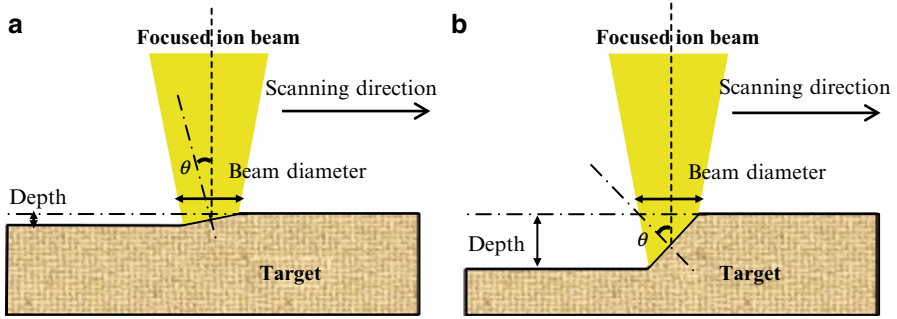 a
Focused ion beam
Scanning direction
θ
Beam diameter
Depth
Target
b
Focused ion beam
Scanning direction
Beam diameter
θ
Depth
Target